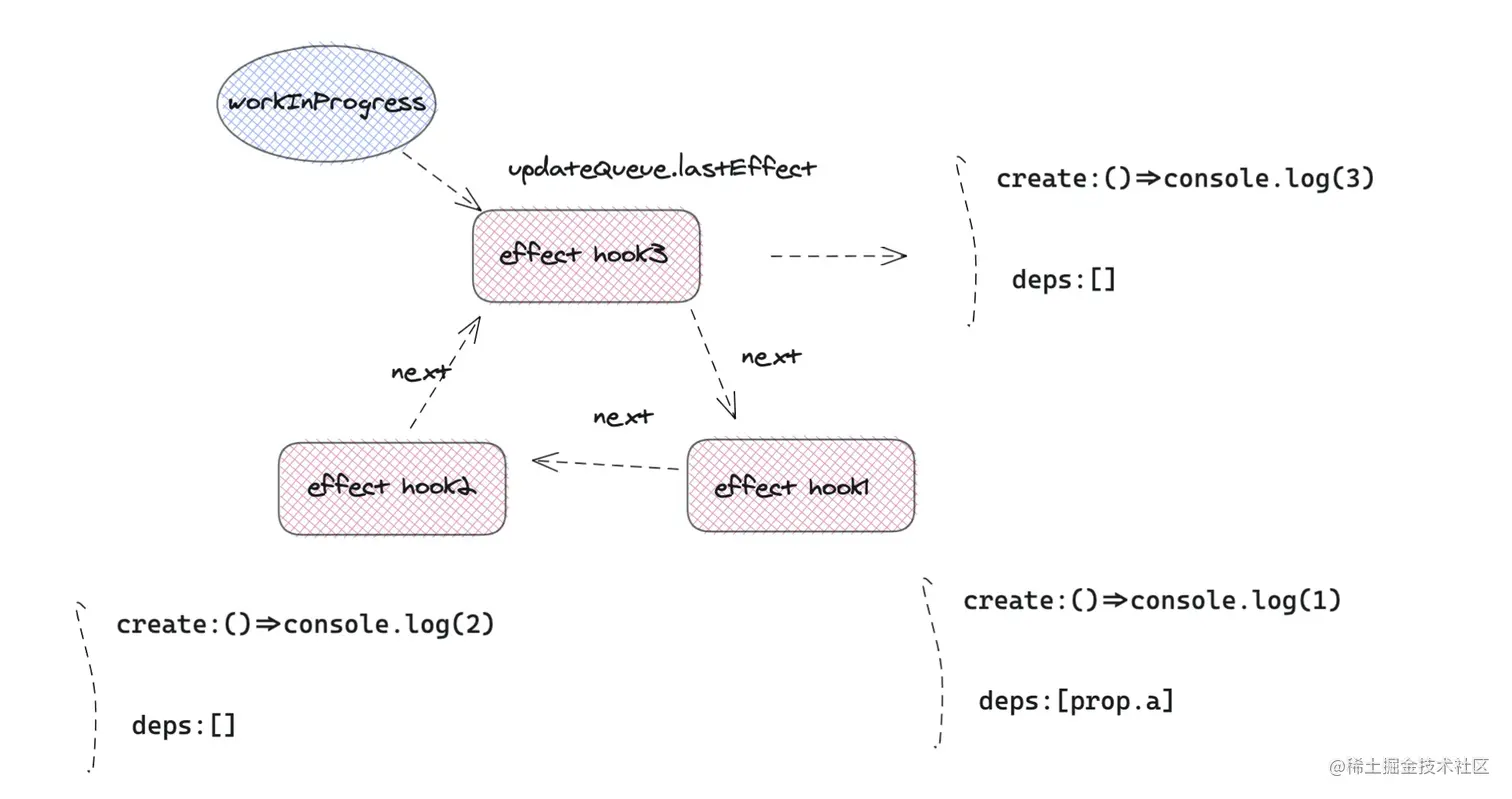 workInProgress
updateQueue.lastEffect
create:()⇒console.log(3)
effect hook3
deps:[]
next
next
next
effect hook2
effect hook1
create:()⇒console.log(1)
create:()⇒console.log(2)
deps:[prop.a]
deps:[]
@稀土掘金技术社区